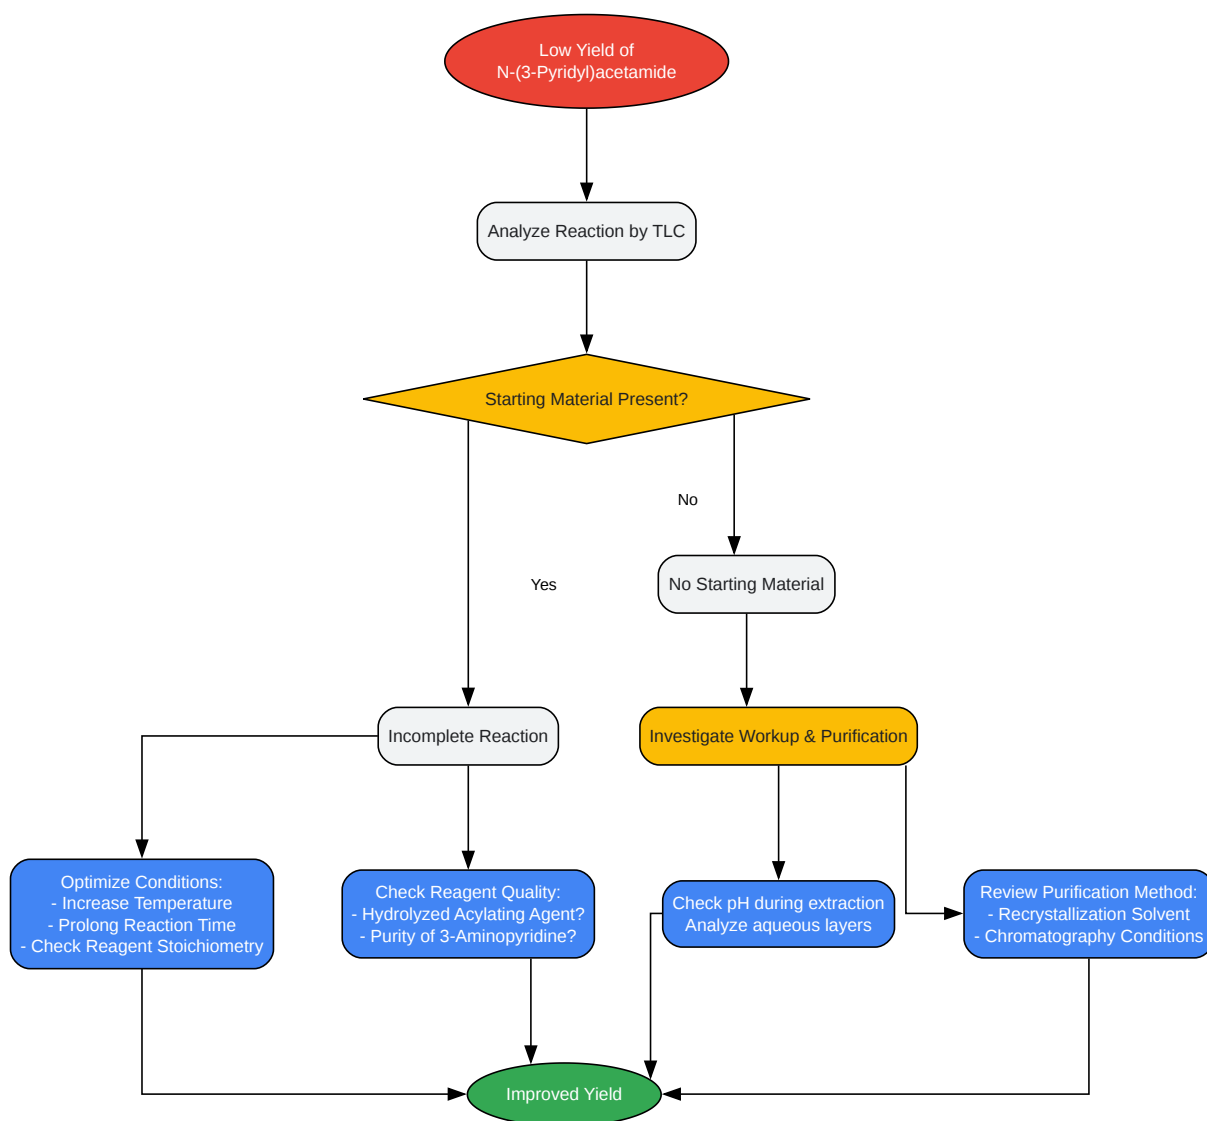 Low Yield of
N-(3-Pyridyl)acetamide
Analyze Reaction by TLC
Starting Material Present?
No
Yes
No Starting Material
Incomplete Reaction
Investigate Workup & Purification
Optimize Conditions:
- Increase Temperature
- Prolong Reaction Time
- Check Reagent Stoichiometry
Check Reagent Quality:
- Hydrolyzed Acylating Agent?
- Purity of 3-Aminopyridine?
Check pH during extraction
Analyze aqueous layers
Review Purification Method:
- Recrystallization Solvent
- Chromatography Conditions
Improved Yield